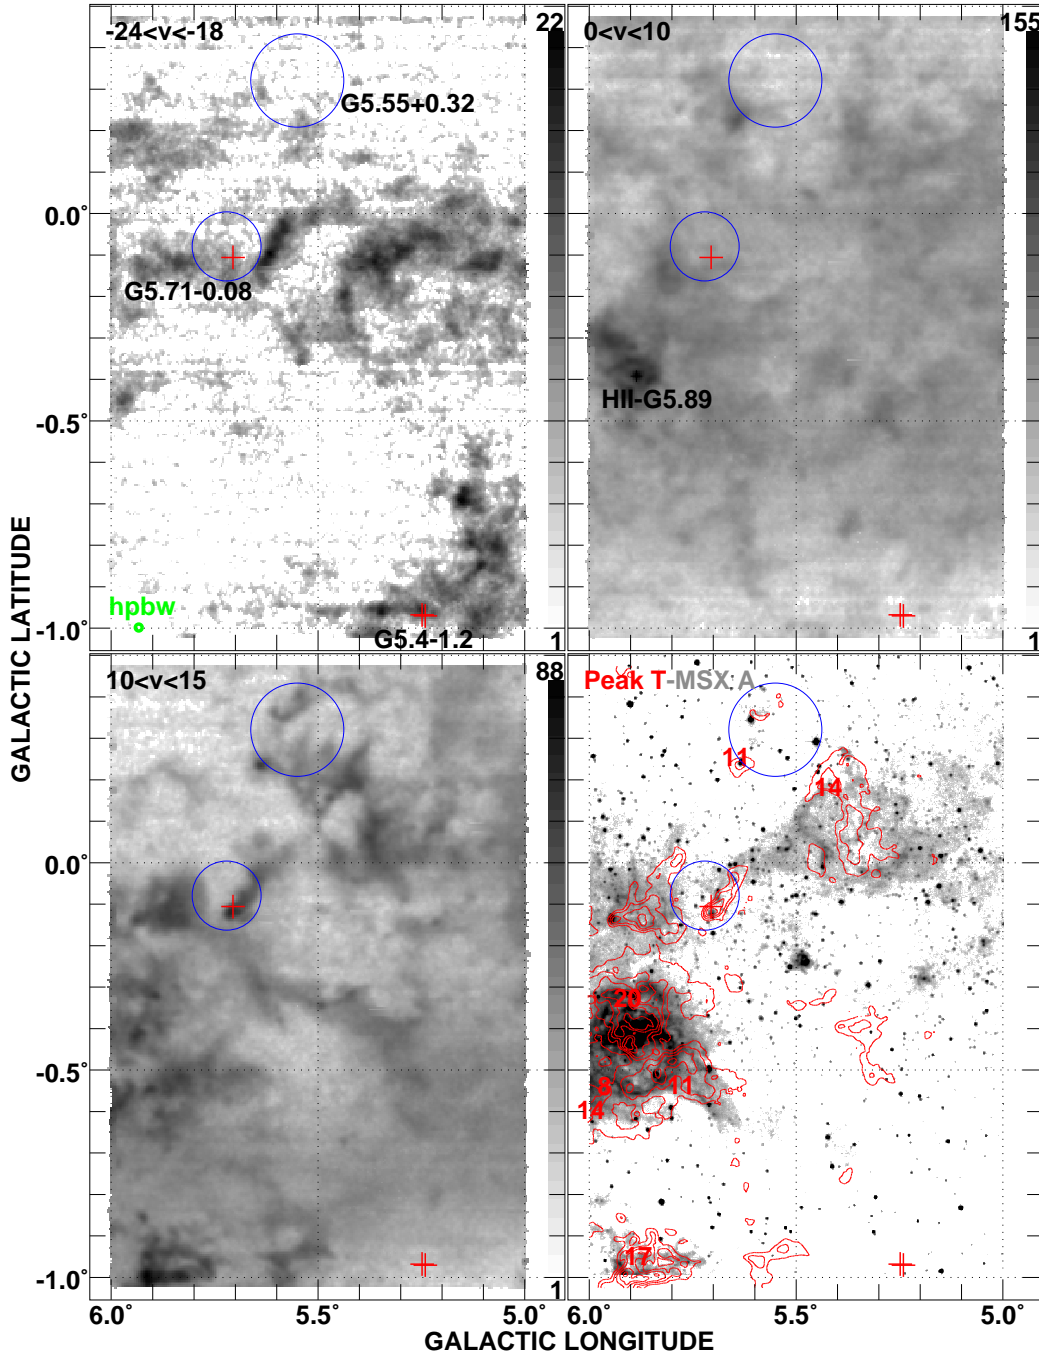 -24<v<-18
22
G5.55+0.32
0.0°
G5.71-0.08
-0.5°
hpbw
-1.0°
G5.4-1.2
1
0<v<10
155
HII-G5.89
1
GALACTIC LATITUDE
10<v<15
88
0.0°
-0.5°
-1.0°
1
6.0°
5.5°
5.0°
Peak T-MSX A
11
14
20
8
11
14
17
6.0°
5.5°
5.0°
GALACTIC LONGITUDE